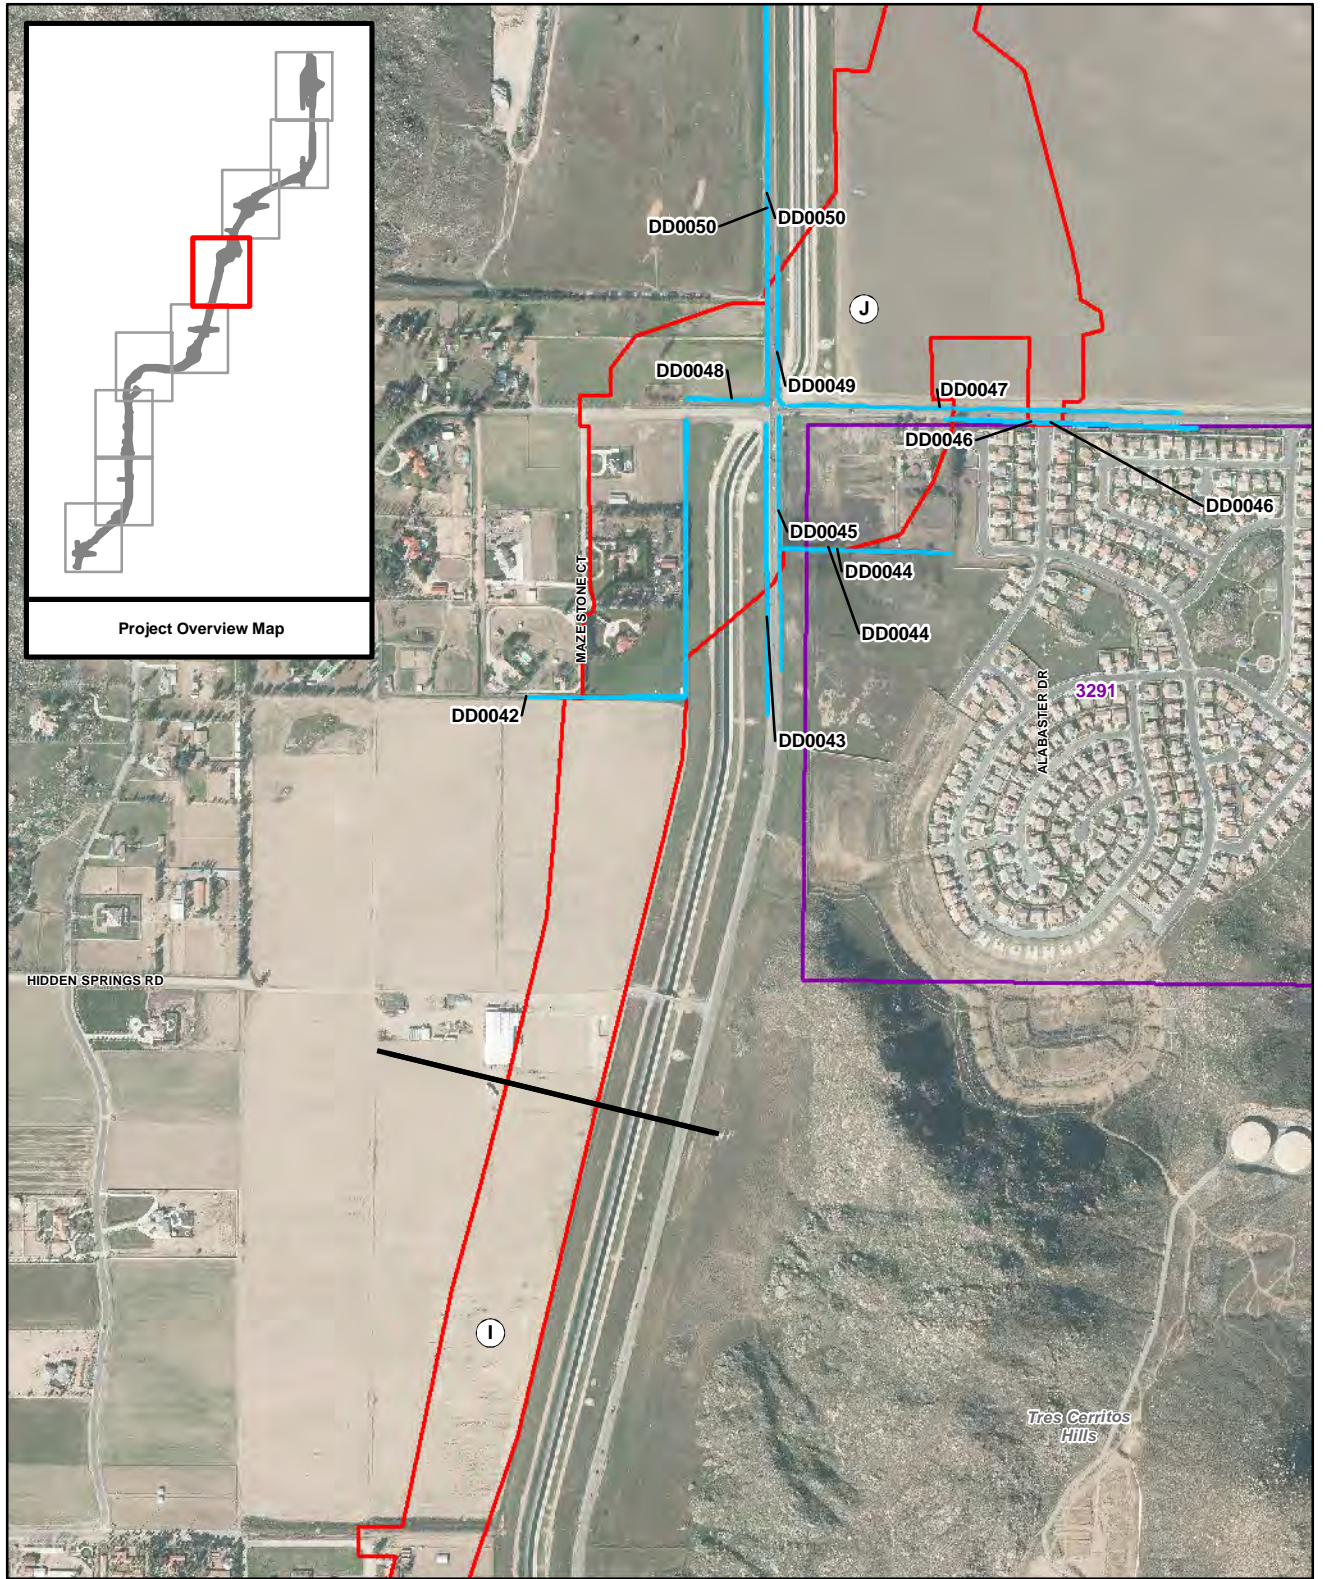 Project Overview Map
DD0050
DD0050
J
DD0048
DD0049
DD0047
DD0046
DD0046
DD0045
DD0044
DD0044
MAZE STONE CT
ALABASTER DR
3291
DD0042
DD0043
HIDDEN SPRINGS RD
I
Tres Cerritos
Hills